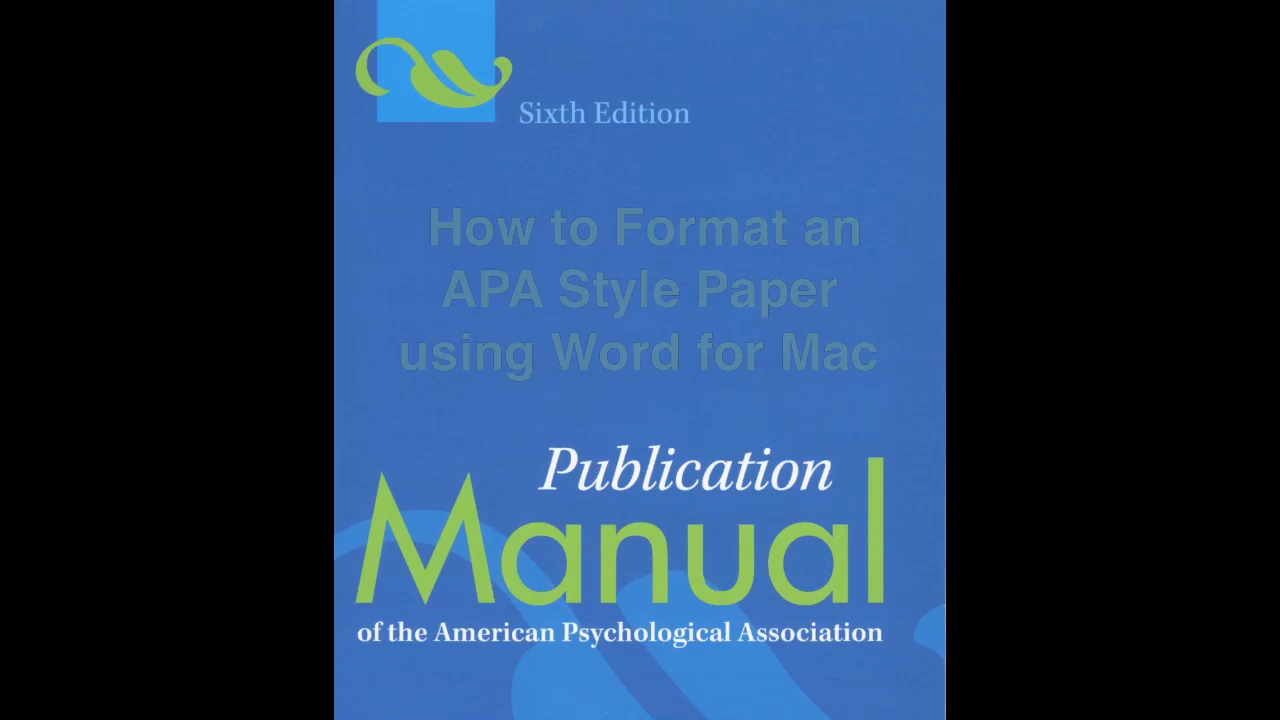 Sixth Edition
How to Format an
APA Style Paper
using Word for Mac
Publication
Manual
of the American Psychological Association